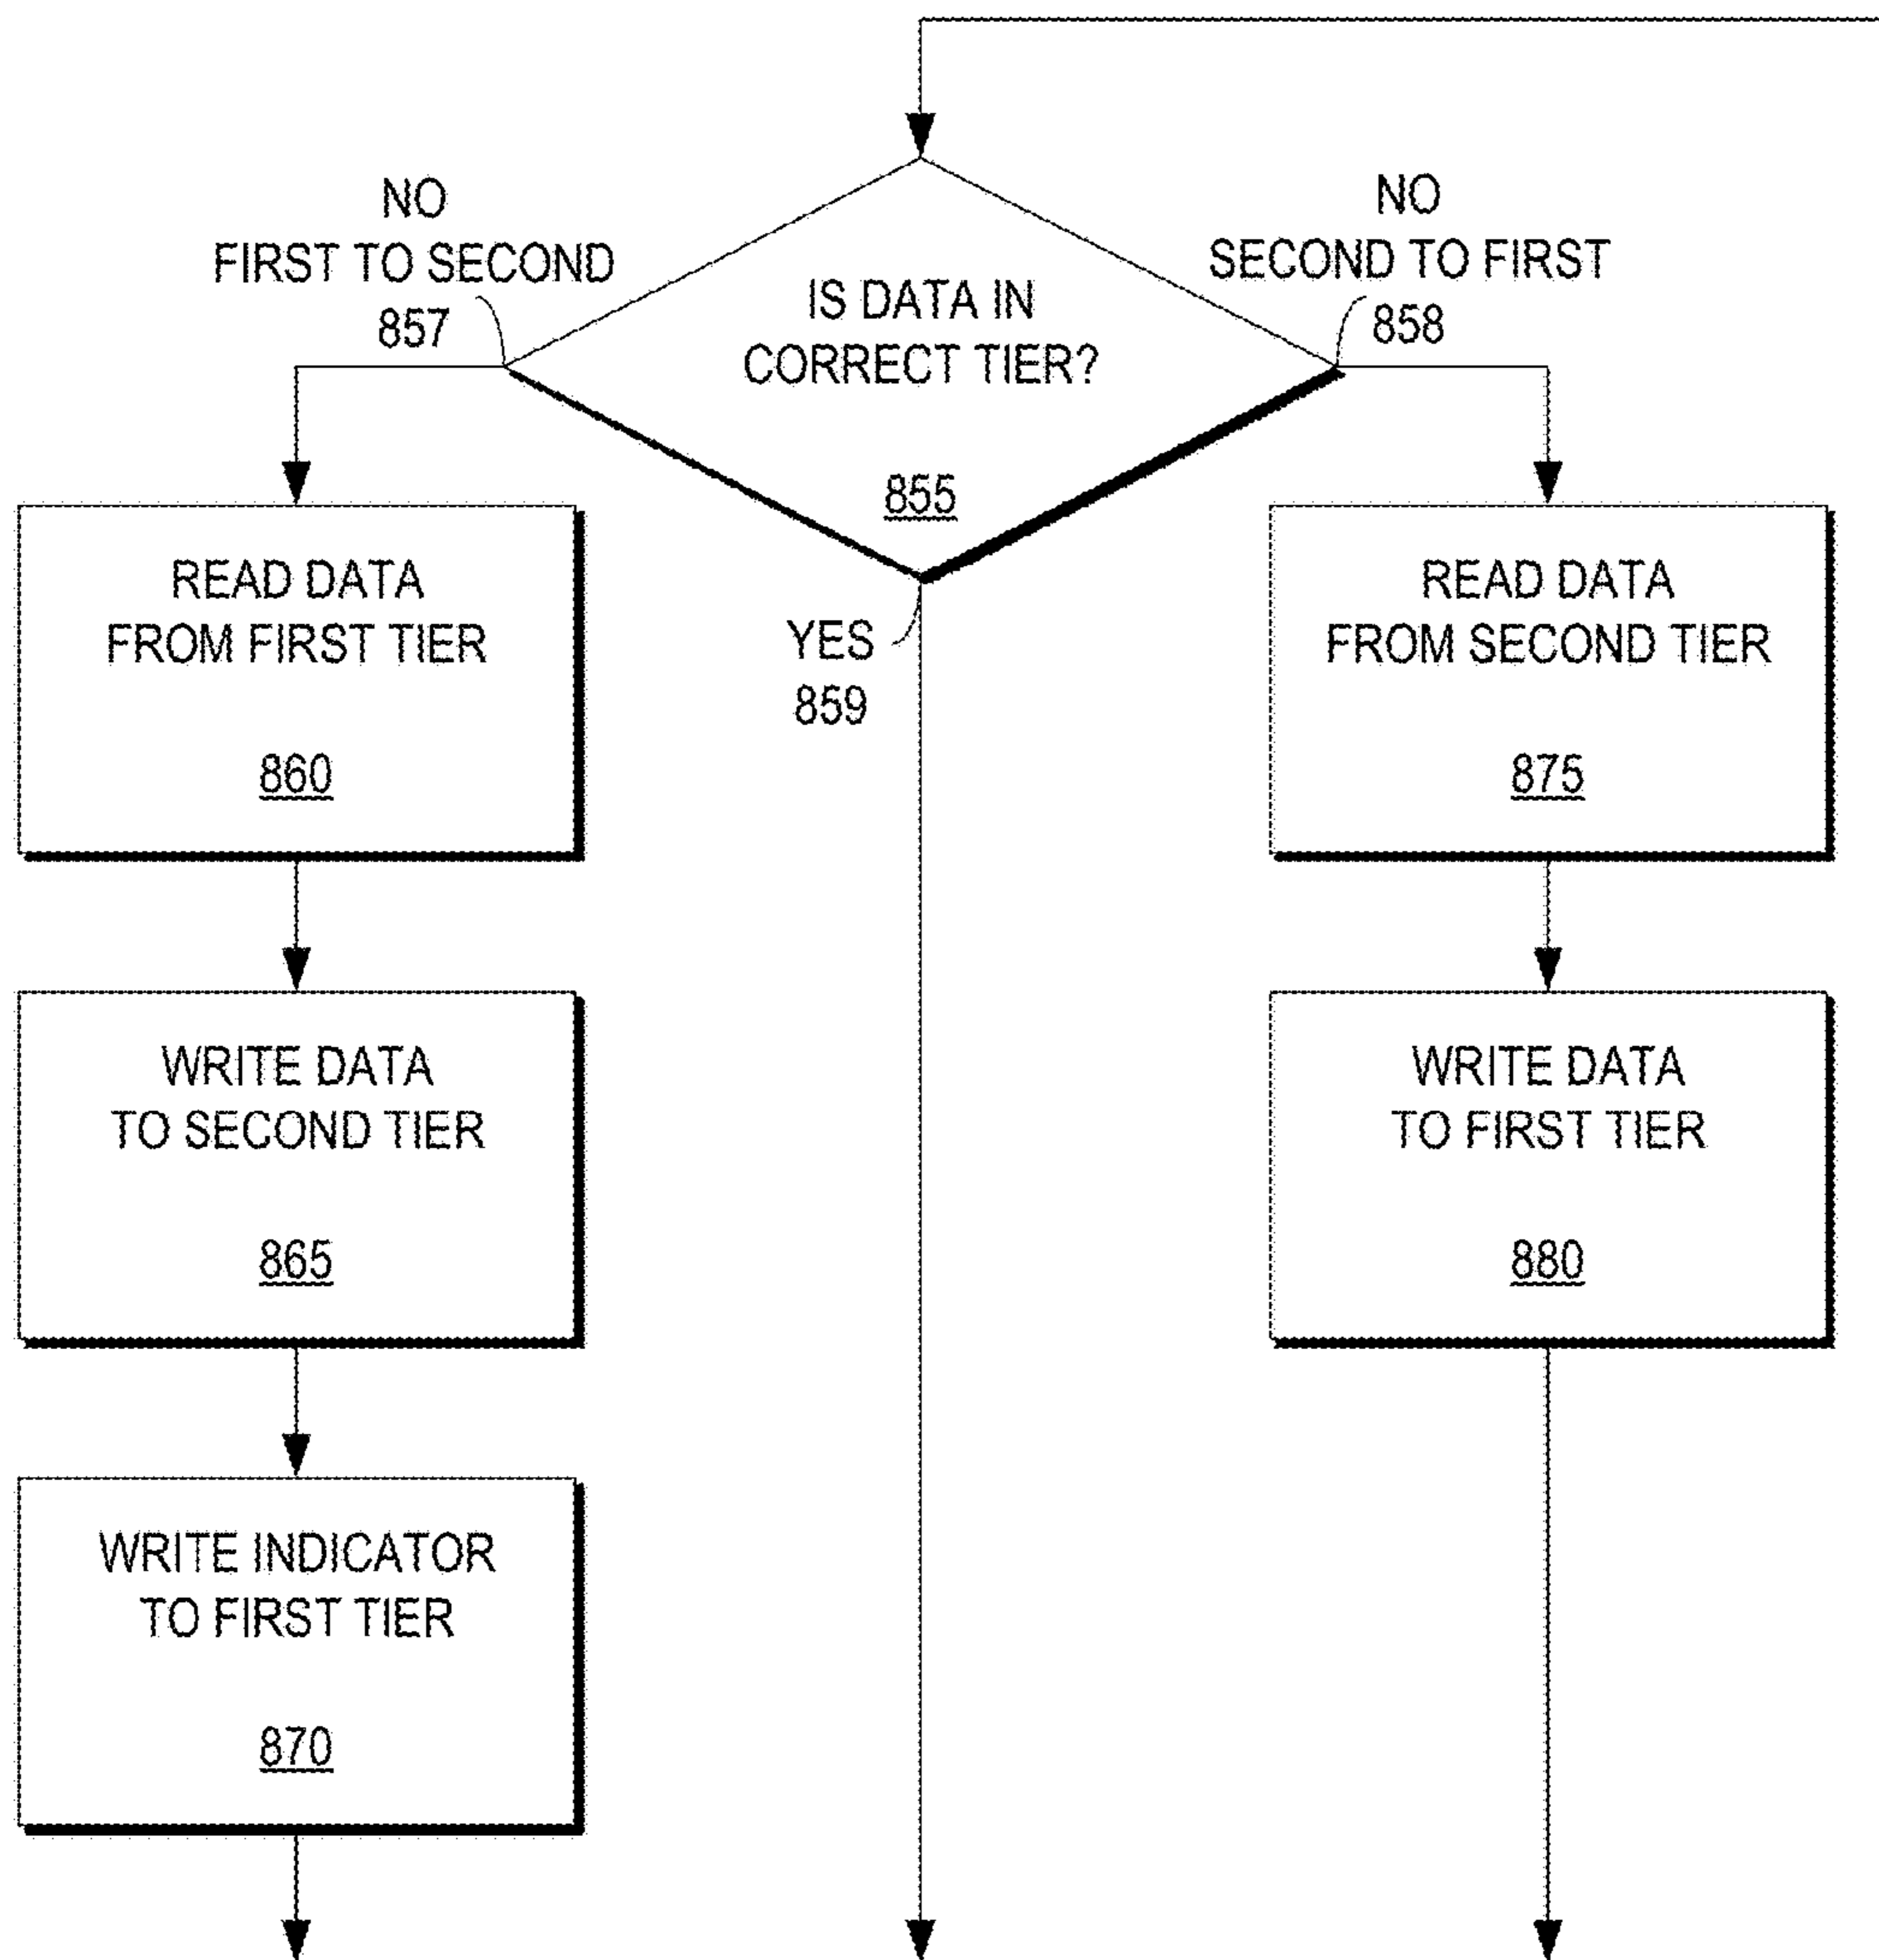 NO
FIRST TO SECOND
857
NO
SECOND TO FIRST
858
IS DATA IN
CORRECT TIER?
855
YES
859
READ DATA
FROM FIRST TIER
860
READ DATA
FROM SECOND TIER
875
WRITE DATA
TO SECOND TIER
865
WRITE DATA
TO FIRST TIER
880
WRITE INDICATOR
TO FIRST TIER
870